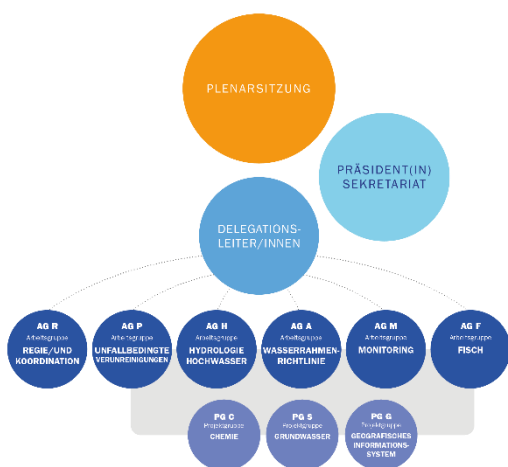 PLENARSITZUNG
PRÄSIDENT(IN)
SEKRETARIAT
DELEGATIONS-
LEITER/INNEN
AG R
Arbeitsgruppe
REGIE/UND
KOORDINATION
AG P
Arbeitsgruppe
UNFALLBEDINGTE
VERUNREINIGUNGEN
AG H
Arbeitsgruppe
HYDROLOGIE
HOCHWASSER
AG A
Arbeitsgruppe
WASSERRAHMEN-
RICHTLINIE
AG M
Arbeitsgruppe
MONITORING
AG F
Arbeitsgruppe
FISCH
PG C
Projektgruppe
CHEMIE
PG S
Projektgruppe
GRUNDWASSER
PG G
Projektgruppe
GEOGRAFISCHES
INFORMATIONS-
SYSTEM